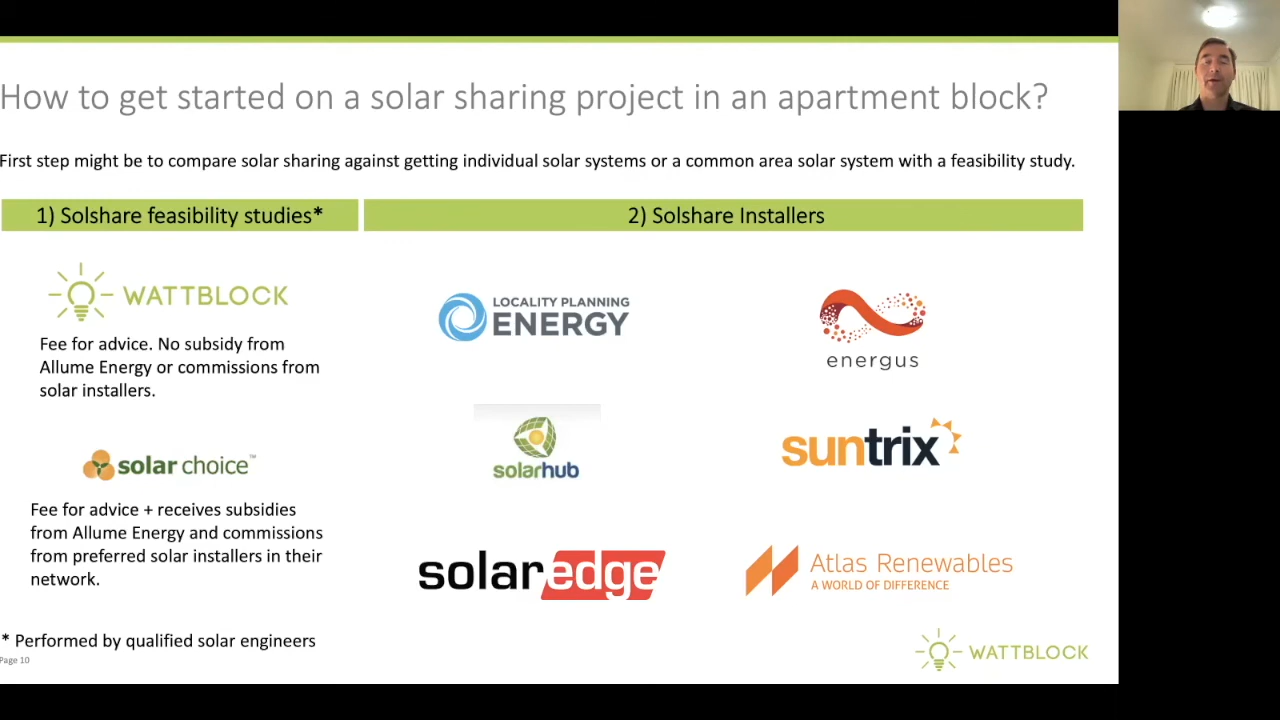 How to get started on a solar sharing project in an apartment block?
First step might be to compare solar sharing against getting individual solar systems or a common area solar system with a feasibility study.
1) Solshare feasibility studies*
2) Solshare Installers
WATTBLOCK
Fee for advice. No subsidy from
Allume Energy or commissions from
solar installers.
solar choice™
Fee for advice + receives subsidies
from Allume Energy and commissions
from preferred solar installers in their
network.
LOCALITY PLANNING
ENERGY
energus
solarhub
suntrix
solaredge
Atlas Renewables
A WORLD OF DIFFERENCE
* Performed by qualified solar engineers
Page 10
WATTBLOCK